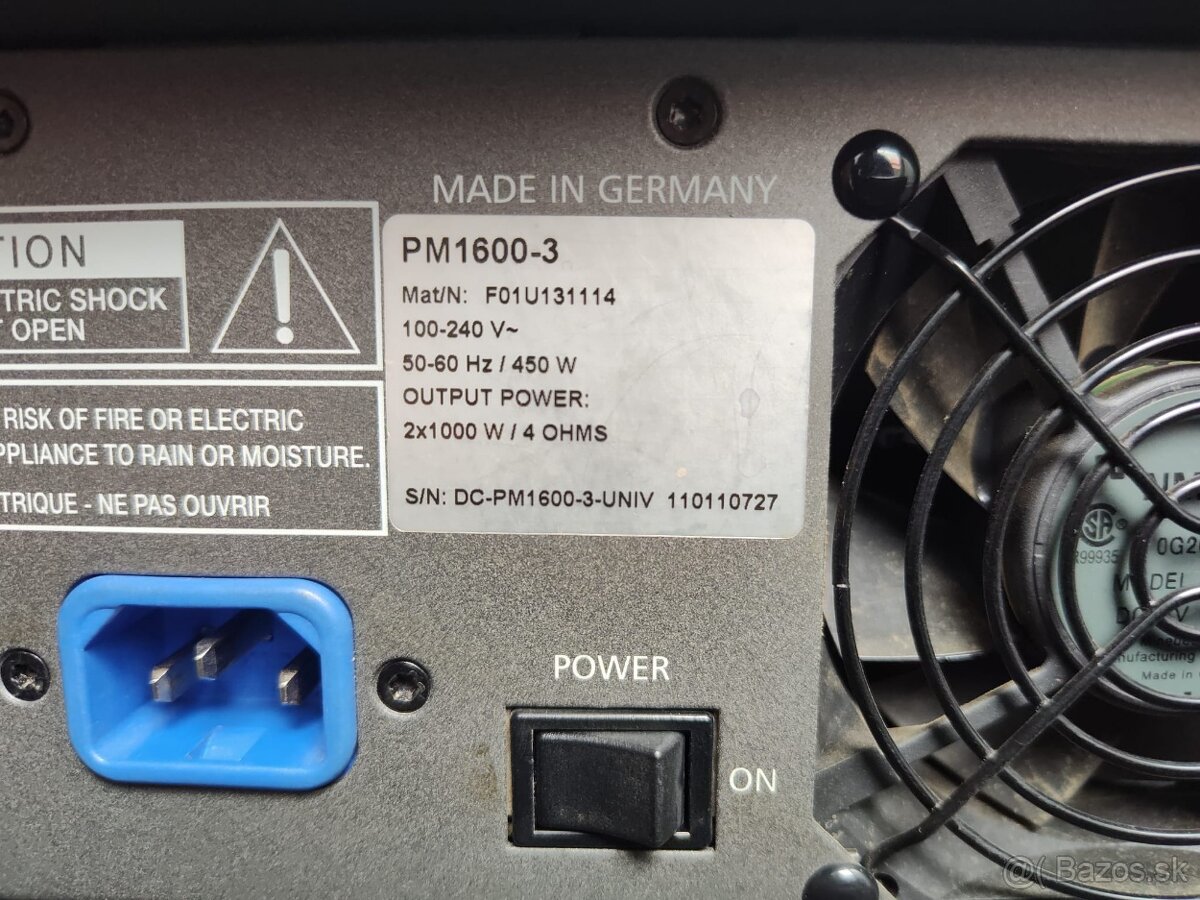 MADE IN GERMANY
TION
TRIC SHOCK
OPEN
RISK OF FIRE OR ELECTRIC
PPLIANCE TO RAIN OR MOISTURE.
TRIQUE - NE PAS OUVRIR
PM1600-3
Mat/N: F01U131114
100-240 V~
50-60 Hz / 450 W
OUTPUT POWER:
2x1000 W / 4 OHMS
S/N: DC-PM1600-3-UNIV 110110727
POWER
ON
Made in
Bazos.sk